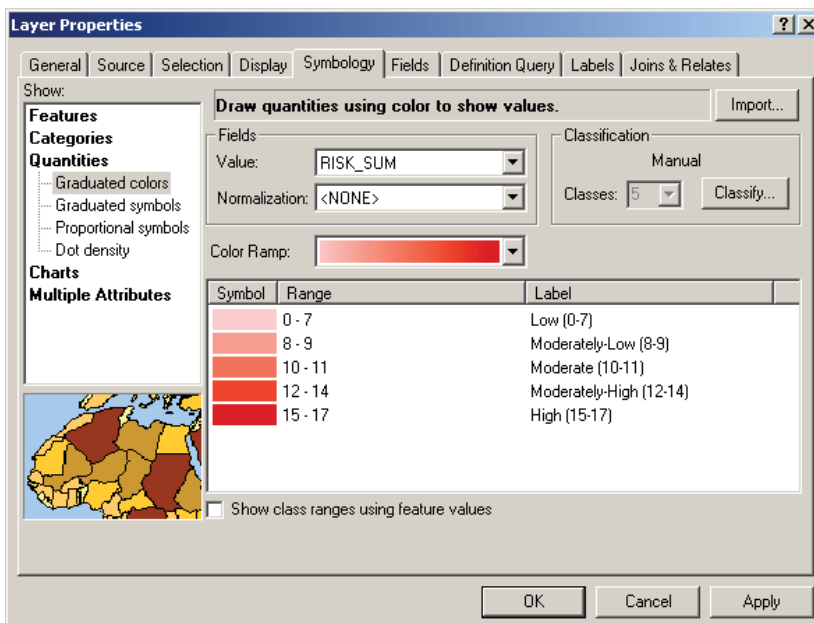 Layer Properties
General Source Selection Display Symbology Fields Definition Query Labels Joins & Relates
Show:
Features
Categories
Quantities
Graduated colors
Graduated symbols
Proportional symbols
Dot density
Charts
Multiple Attributes
Draw quantities using color to show values.
Import...
Fields
Value: RISK_SUM
Normalization: <NONE>
Classification
Manual
Classes: 5 Classify...
Color Ramp:
Symbol Range Label
0 - 7 Low (0-7)
8 - 9 Moderately-Low (8-9)
10 - 11 Moderate (10-11)
12 - 14 Moderately-High (12-14)
15 - 17 High (15-17)
Show class ranges using feature values
OK Cancel Apply